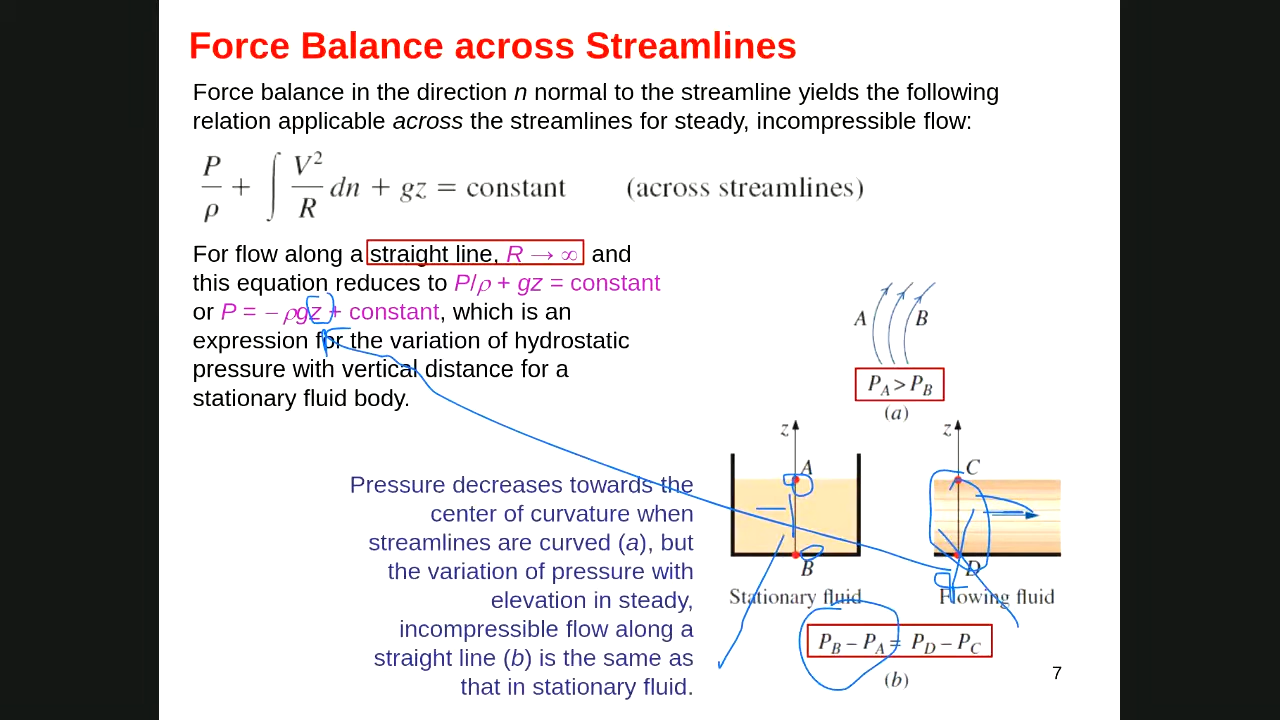 Force Balance across Streamlines
Force balance in the direction n normal to the streamline yields the following
relation applicable across the streamlines for steady, incompressible flow:
P/ρ + ∫ V²/R dn + gz = constant (across streamlines)
For flow along a straight line, R → ∞ and
this equation reduces to P/ρ + gz = constant
or P = − ρgz + constant, which is an
expression for the variation of hydrostatic
pressure with vertical distance for a
stationary fluid body.
A B
P_A > P_B
(a)
z z
A C
Pressure decreases towards the
center of curvature when
streamlines are curved (a), but
the variation of pressure with
elevation in steady,
incompressible flow along a
straight line (b) is the same as
that in stationary fluid.
B D
Stationary fluid Flowing fluid
P_B − P_A = P_D − P_C
(b)
7